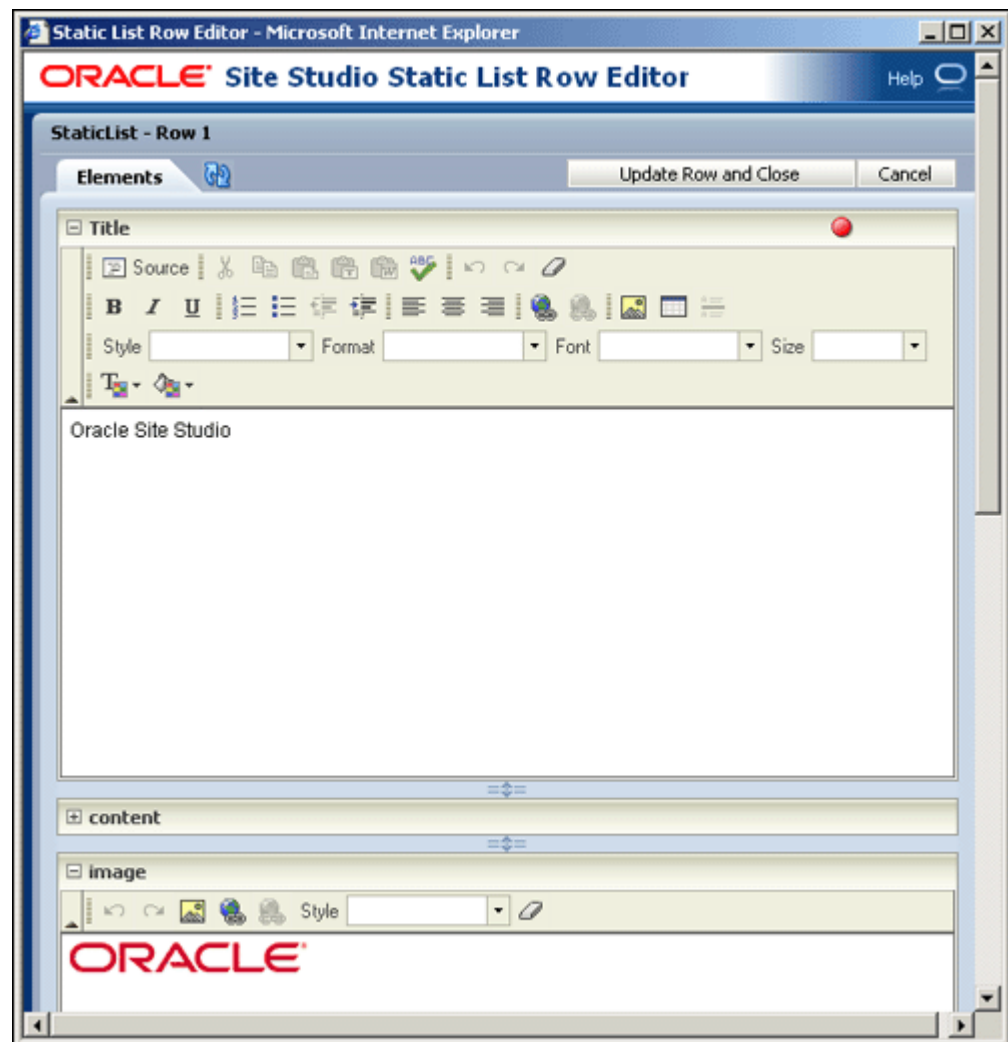 Static List Row Editor - Microsoft Internet Explorer
ORACLE Site Studio Static List Row Editor Help
StaticList - Row 1
Elements Update Row and Close Cancel
Title
Source ABC
B I U
Style Format Font Size
T
Oracle Site Studio
content
image
Style
ORACLE